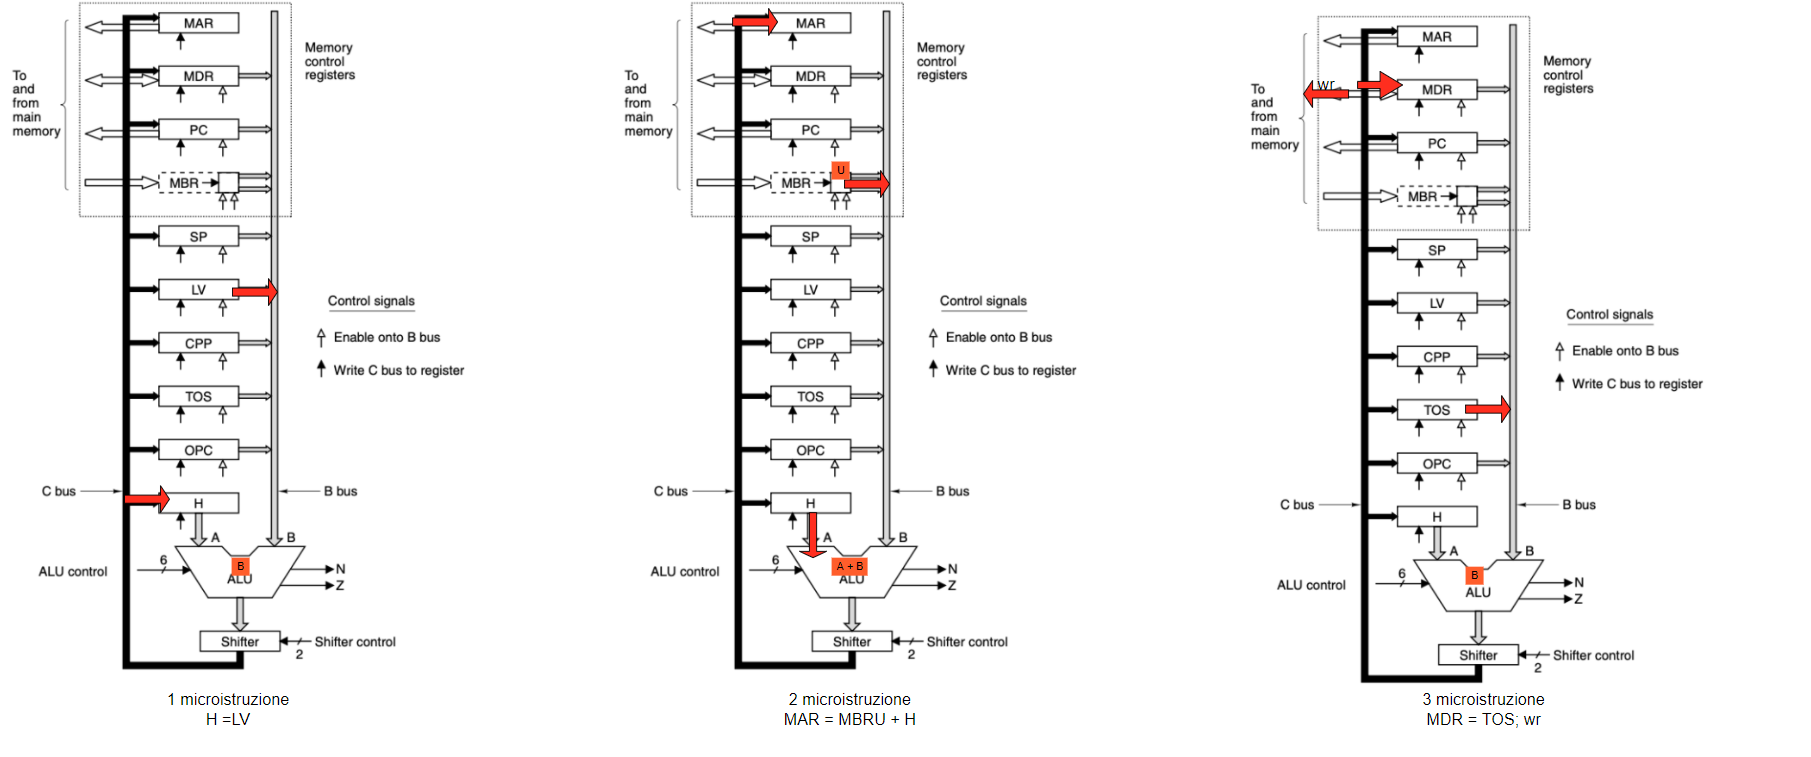 To
and
from
main
memory
MAR
MDR
PC
MBR
Memory
control
registers
SP
LV
CPP
TOS
OPC
H
Control signals
Enable onto B bus
Write C bus to register
C bus
B bus
A
B
B
ALU
6
ALU control
N
Z
Shifter
Shifter control
2
1 microistruzione
H =LV
To
and
from
main
memory
MAR
MDR
PC
U
MBR
Memory
control
registers
SP
LV
CPP
TOS
OPC
H
Control signals
Enable onto B bus
Write C bus to register
C bus
B bus
A
B
A + B
ALU
6
ALU control
N
Z
Shifter
Shifter control
2
2 microistruzione
MAR = MBRU + H
To
and
from
main
memory
wr
MAR
MDR
PC
MBR
Memory
control
registers
SP
LV
CPP
TOS
OPC
H
Control signals
Enable onto B bus
Write C bus to register
C bus
B bus
A
B
B
ALU
6
ALU control
N
Z
Shifter
Shifter control
2
3 microistruzione
MDR = TOS; wr